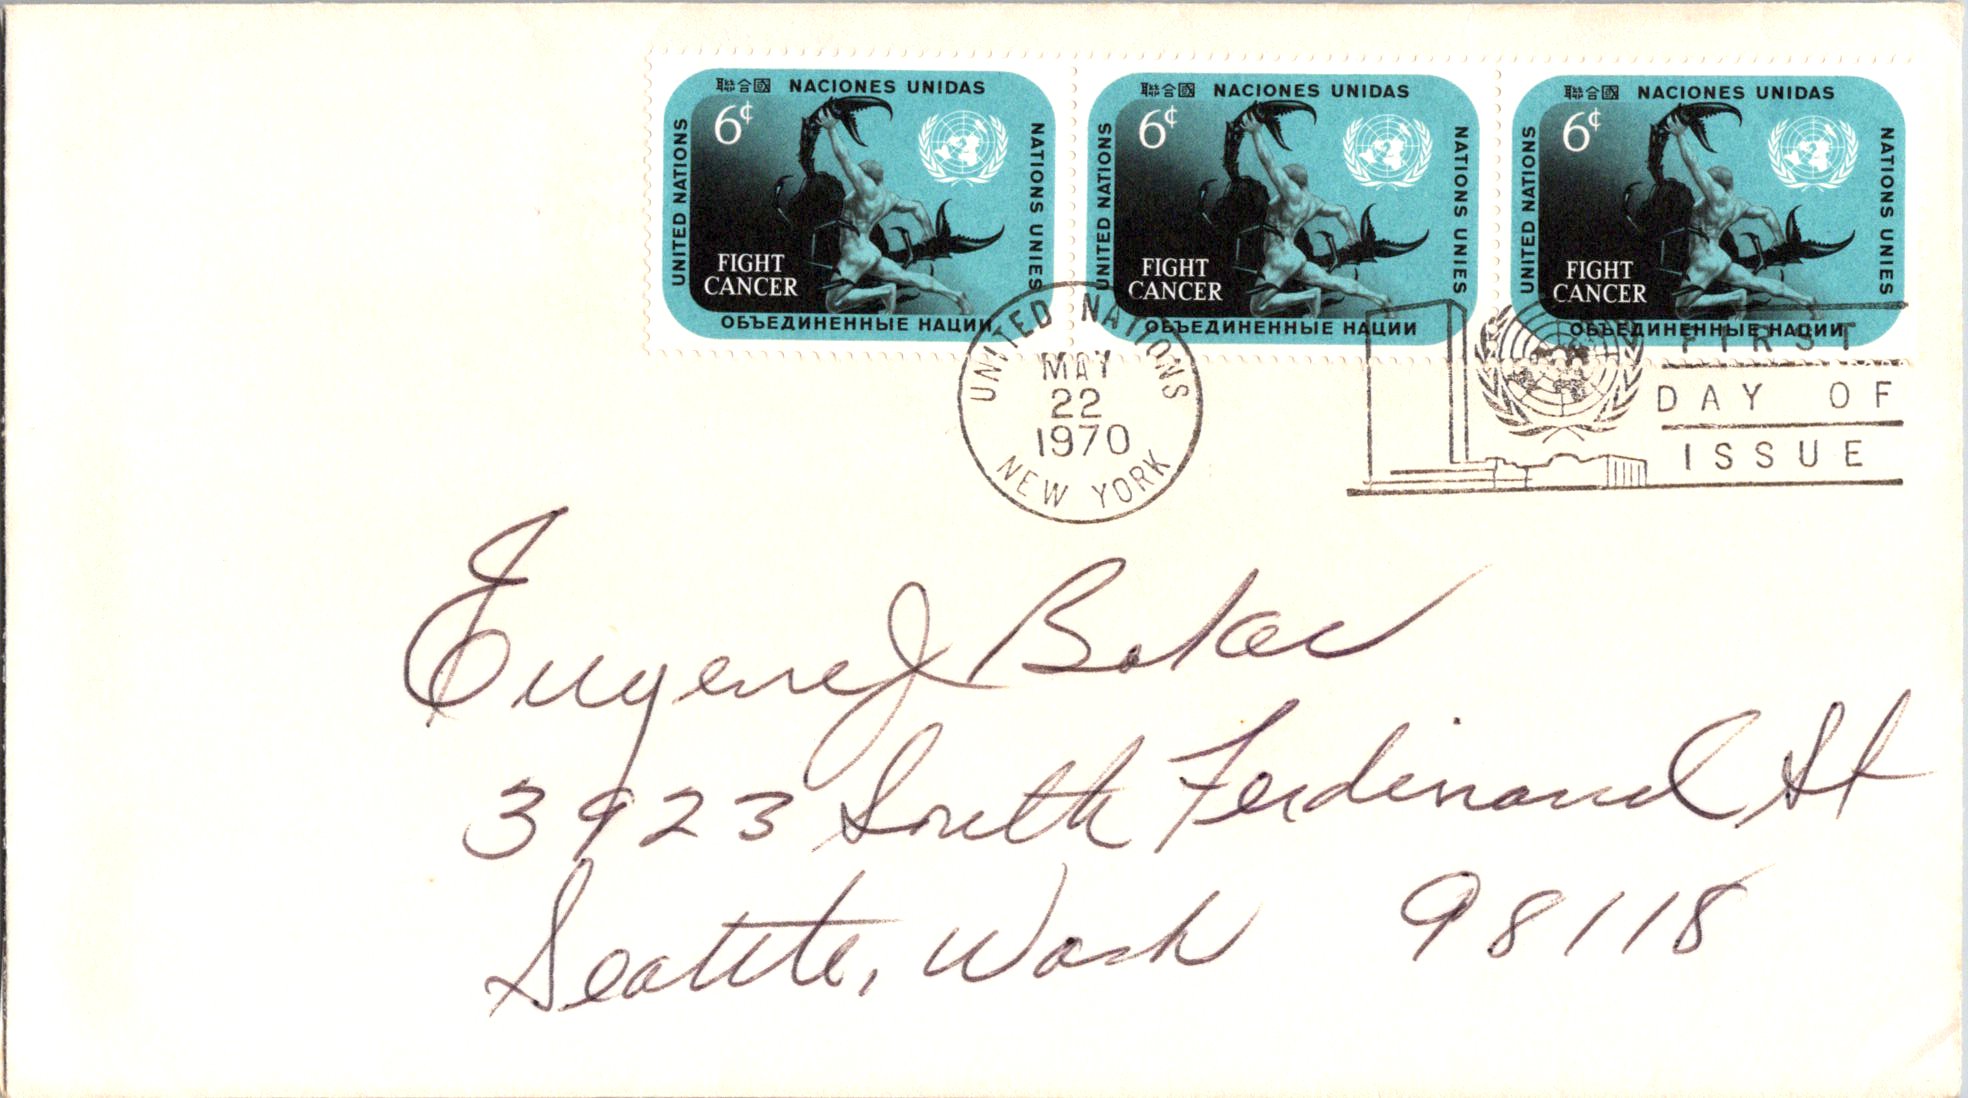 聯合國 NACIONES UNIDAS
6¢
UNITED NATIONS
NATIONS UNIES
FIGHT
CANCER
ОБЪЕДИНЕННЫЕ НАЦИИ
聯合國 NACIONES UNIDAS
6¢
UNITED NATIONS
NATIONS UNIES
FIGHT
CANCER
ОБЪЕДИНЕННЫЕ НАЦИИ
聯合國 NACIONES UNIDAS
6¢
UNITED NATIONS
NATIONS UNIES
FIGHT
CANCER
ОБЪЕДИНЕННЫЕ НАЦИИ
UNITED NATIONS
MAY
22
1970
NEW YORK
FIRST
DAY OF
ISSUE
Eugene J Baker
3923 South Ferdinand St
Seattle, Wash 98118